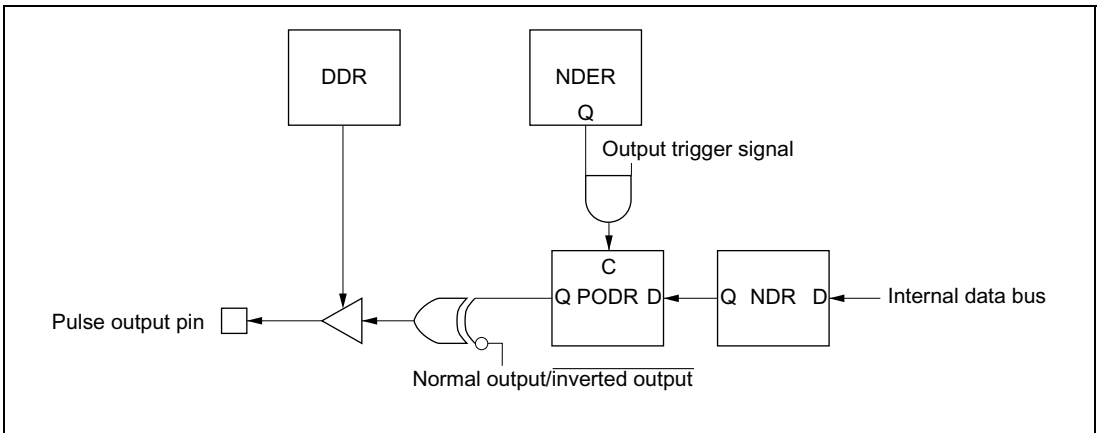 DDR
NDER
Q
Output trigger signal
C
Q PODR D
Q NDR D
Internal data bus
Pulse output pin
Normal output/inverted output